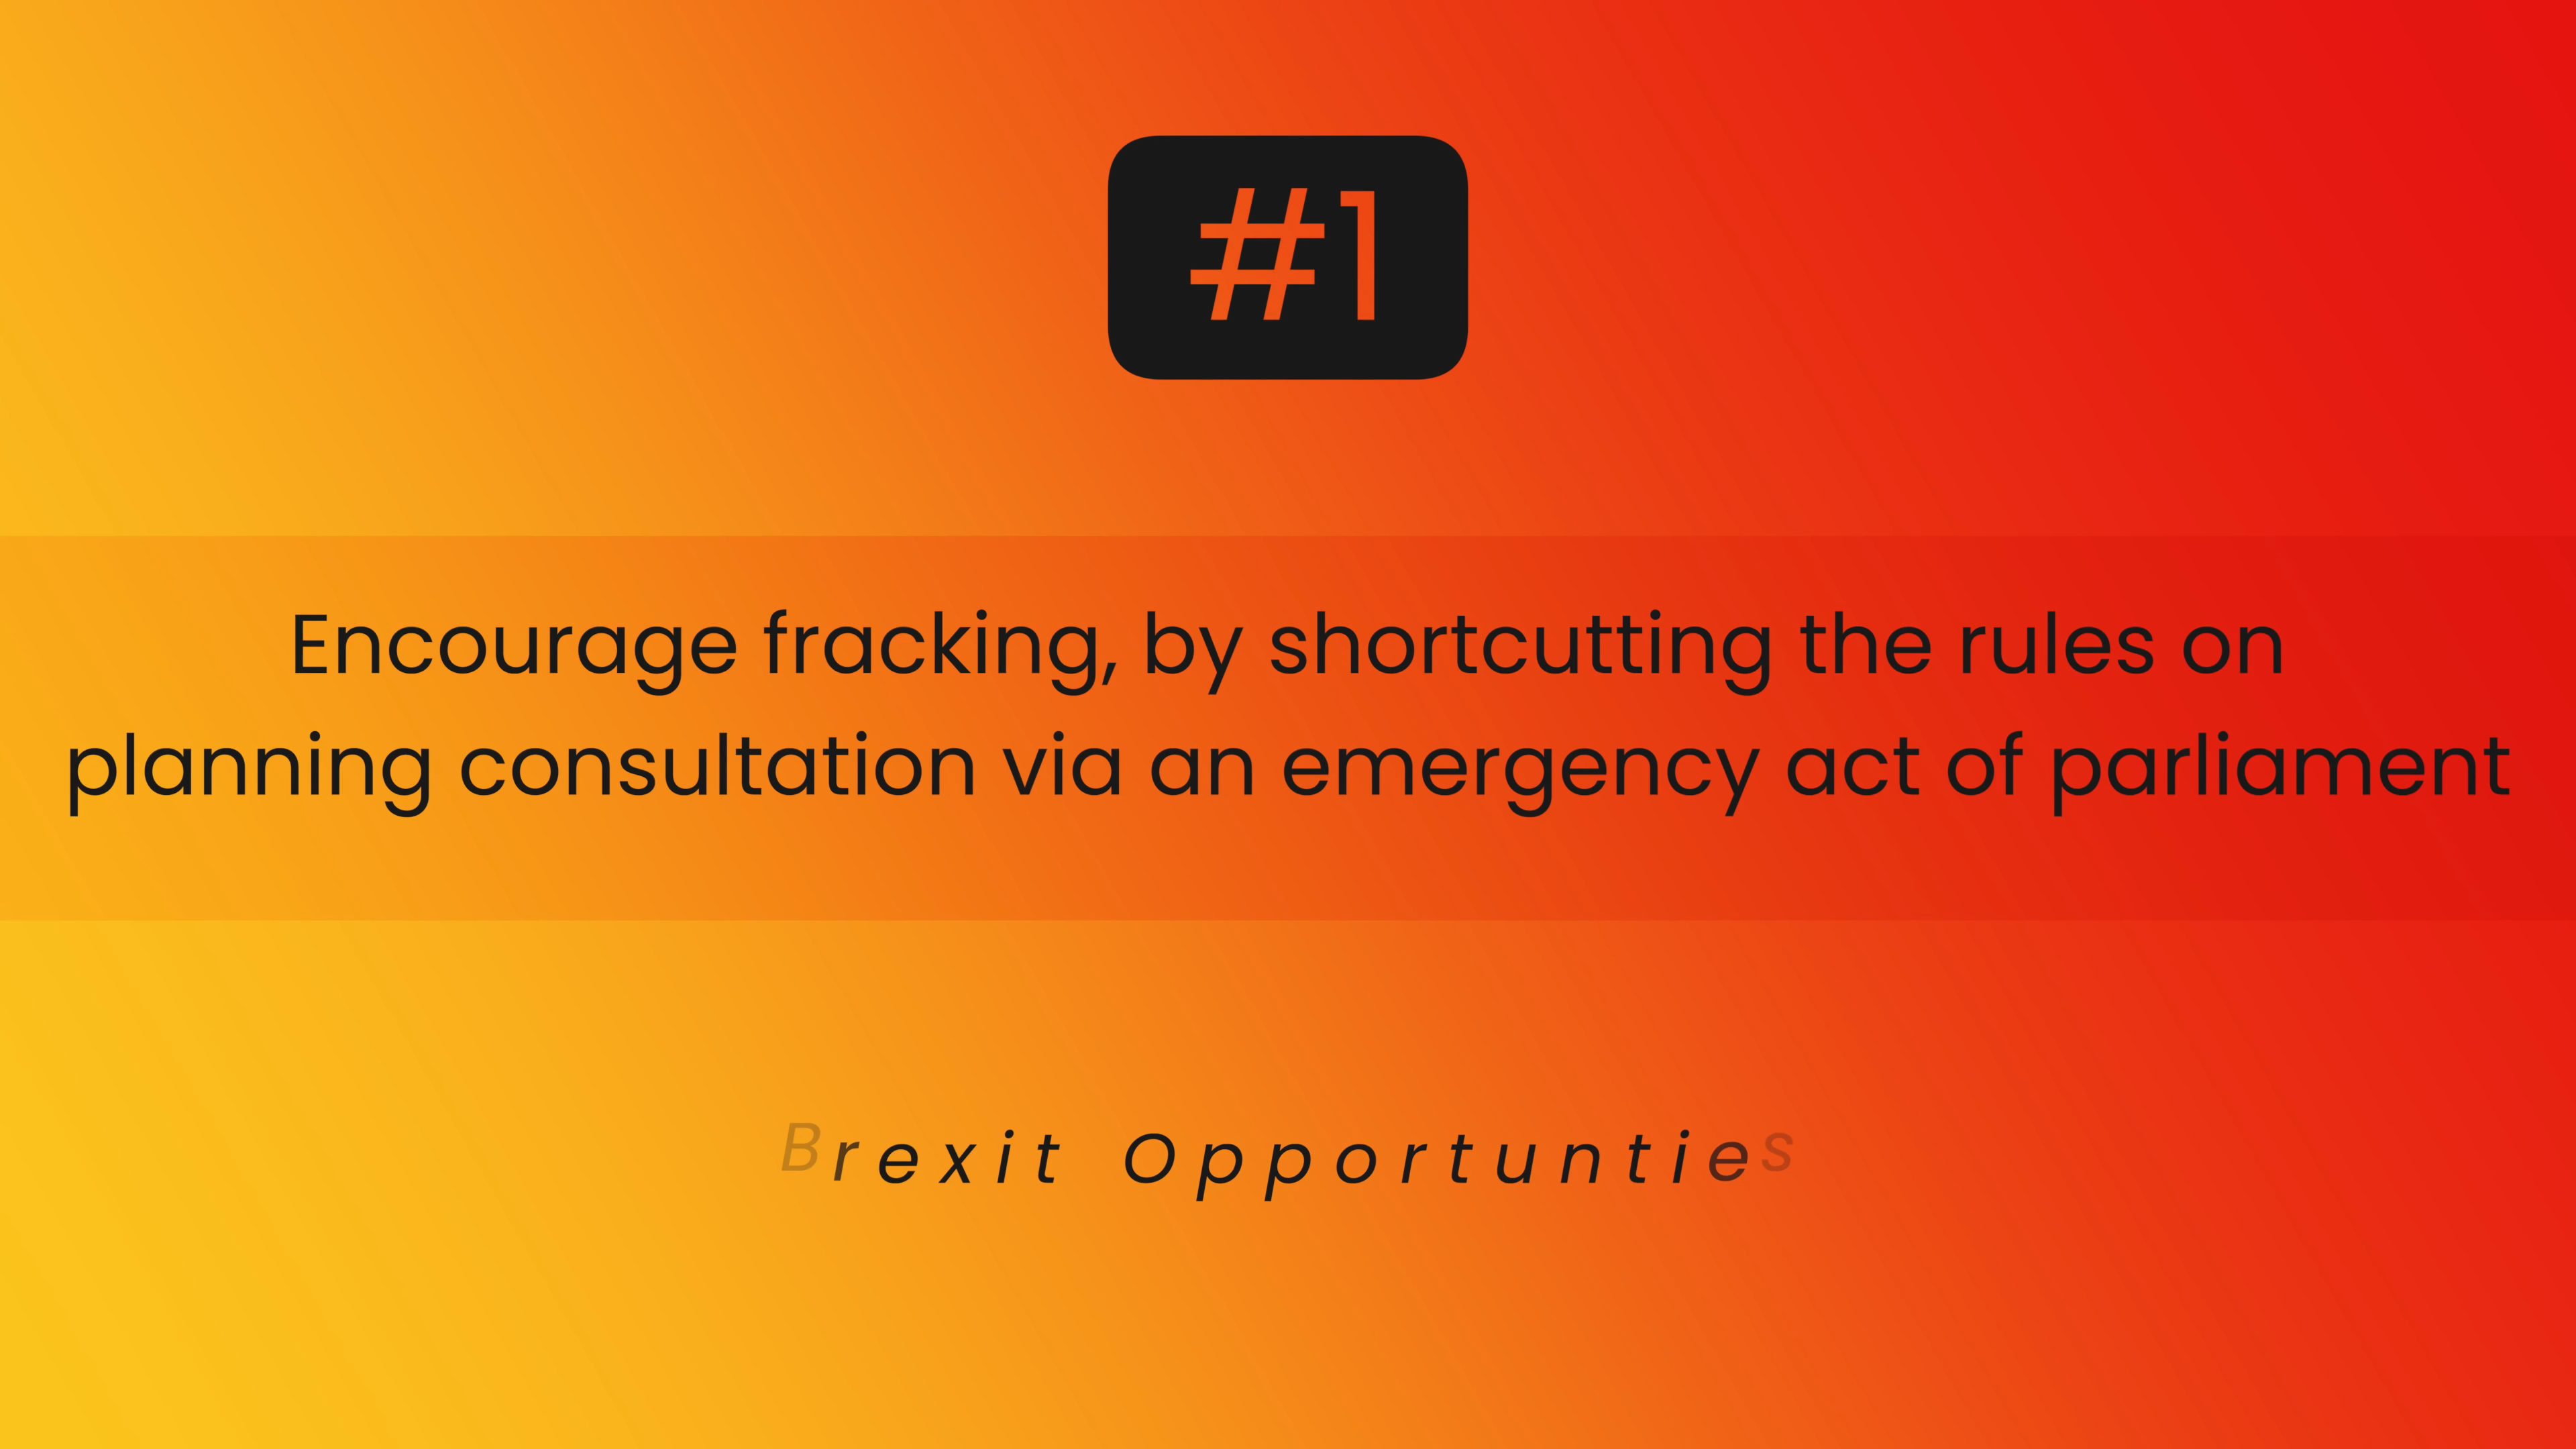 #1
Encourage fracking, by shortcutting the rules on
planning consultation via an emergency act of parliament
Brexit Opportunties